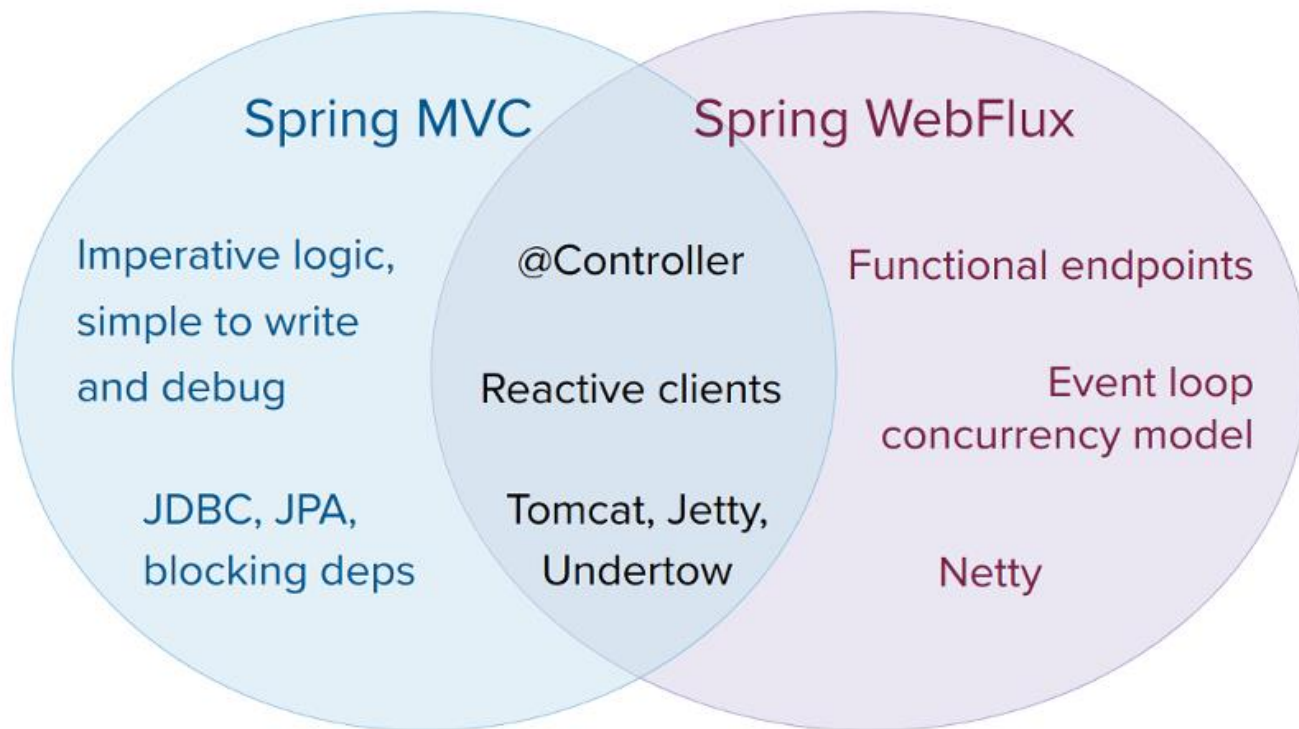 Spring MVC
Spring WebFlux
Imperative logic,
simple to write
and debug
JDBC, JPA,
blocking deps
@Controller
Reactive clients
Tomcat, Jetty,
Undertow
Functional endpoints
Event loop
concurrency model
Netty